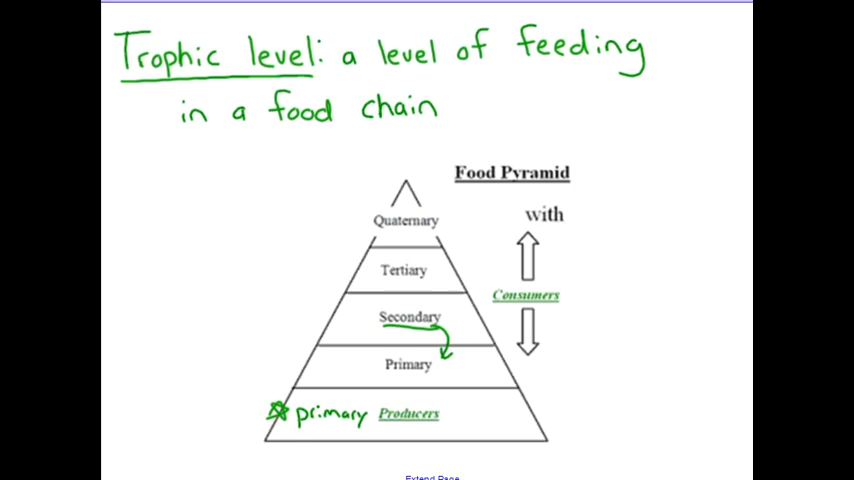 Trophic level: a level of feeding
in a food chain
Food Pyramid
with
Quaternary
Tertiary
Consumers
Secondary
Primary
primary Producers
Extend Page